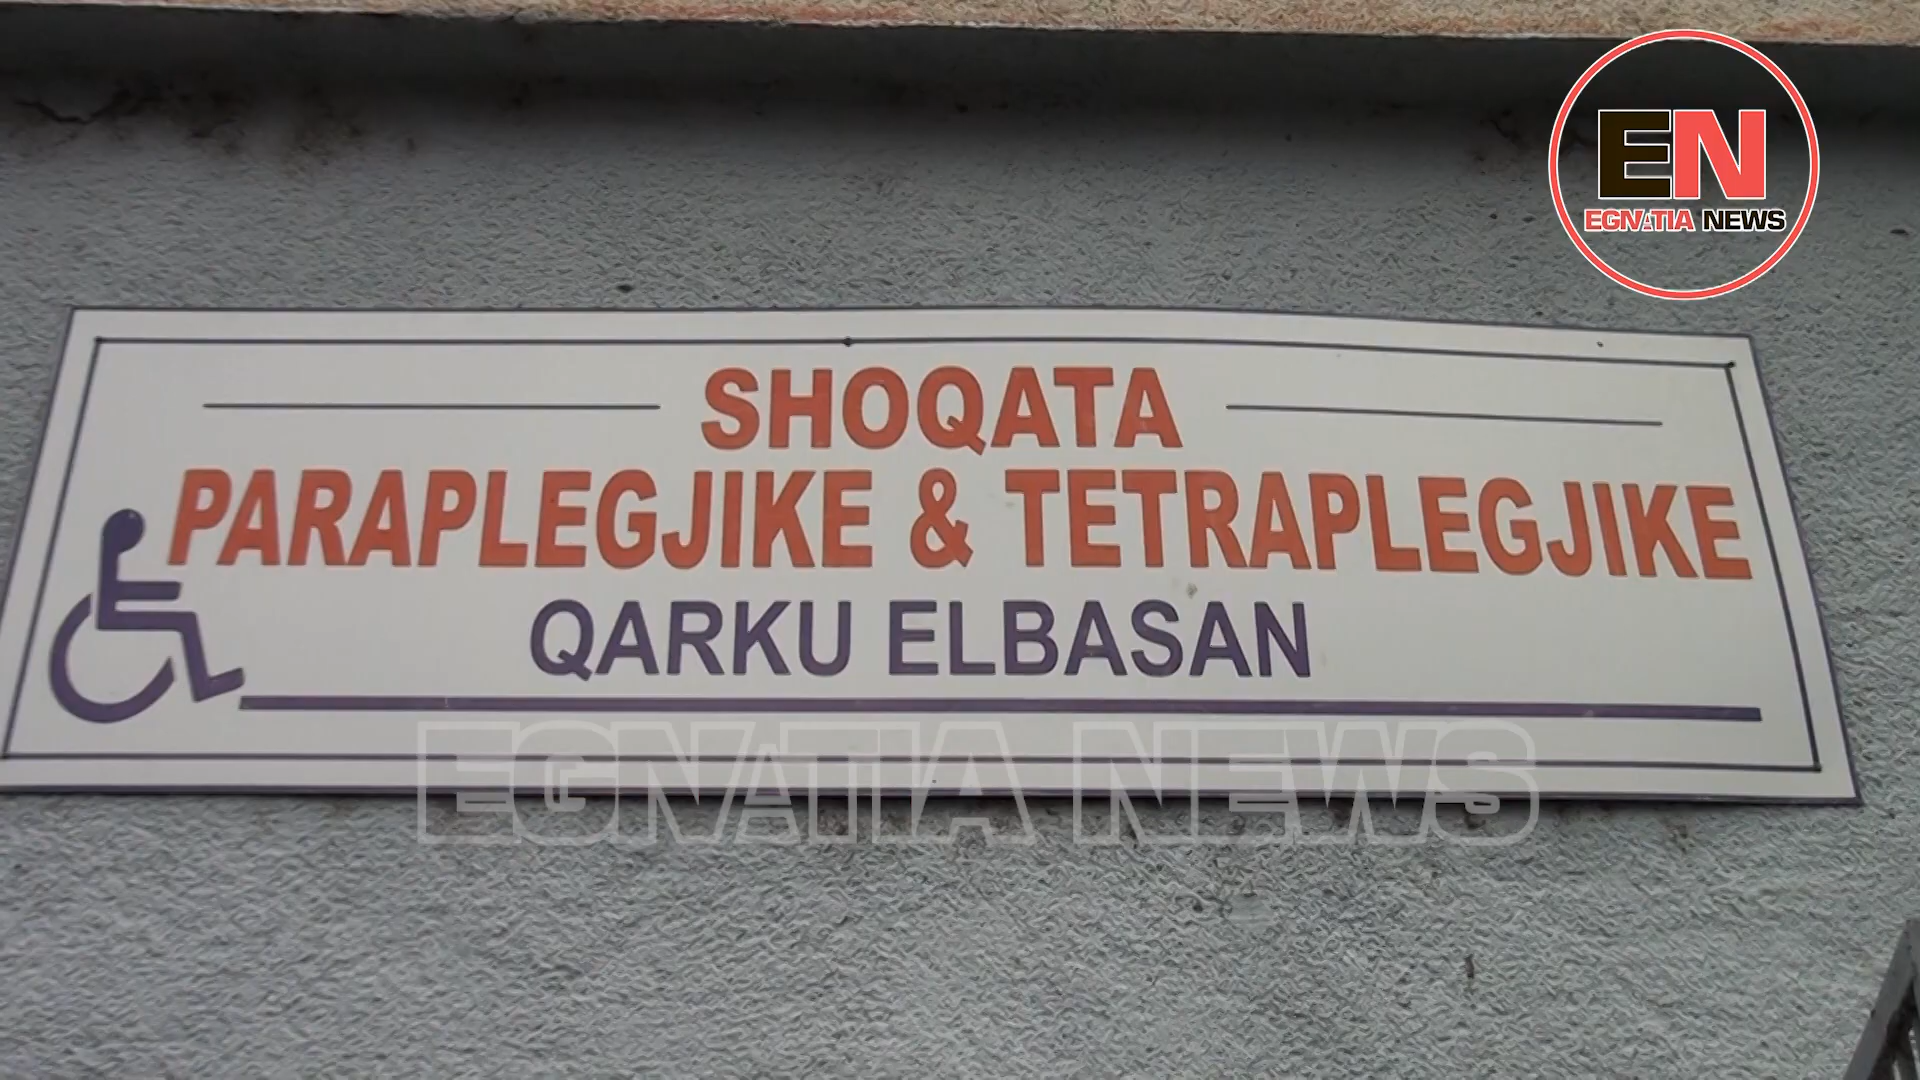 EN
EGNATIA NEWS
SHOQATA
PARAPLEGJIKE & TETRAPLEGJIKE
QARKU ELBASAN
EGNATIA NEWS